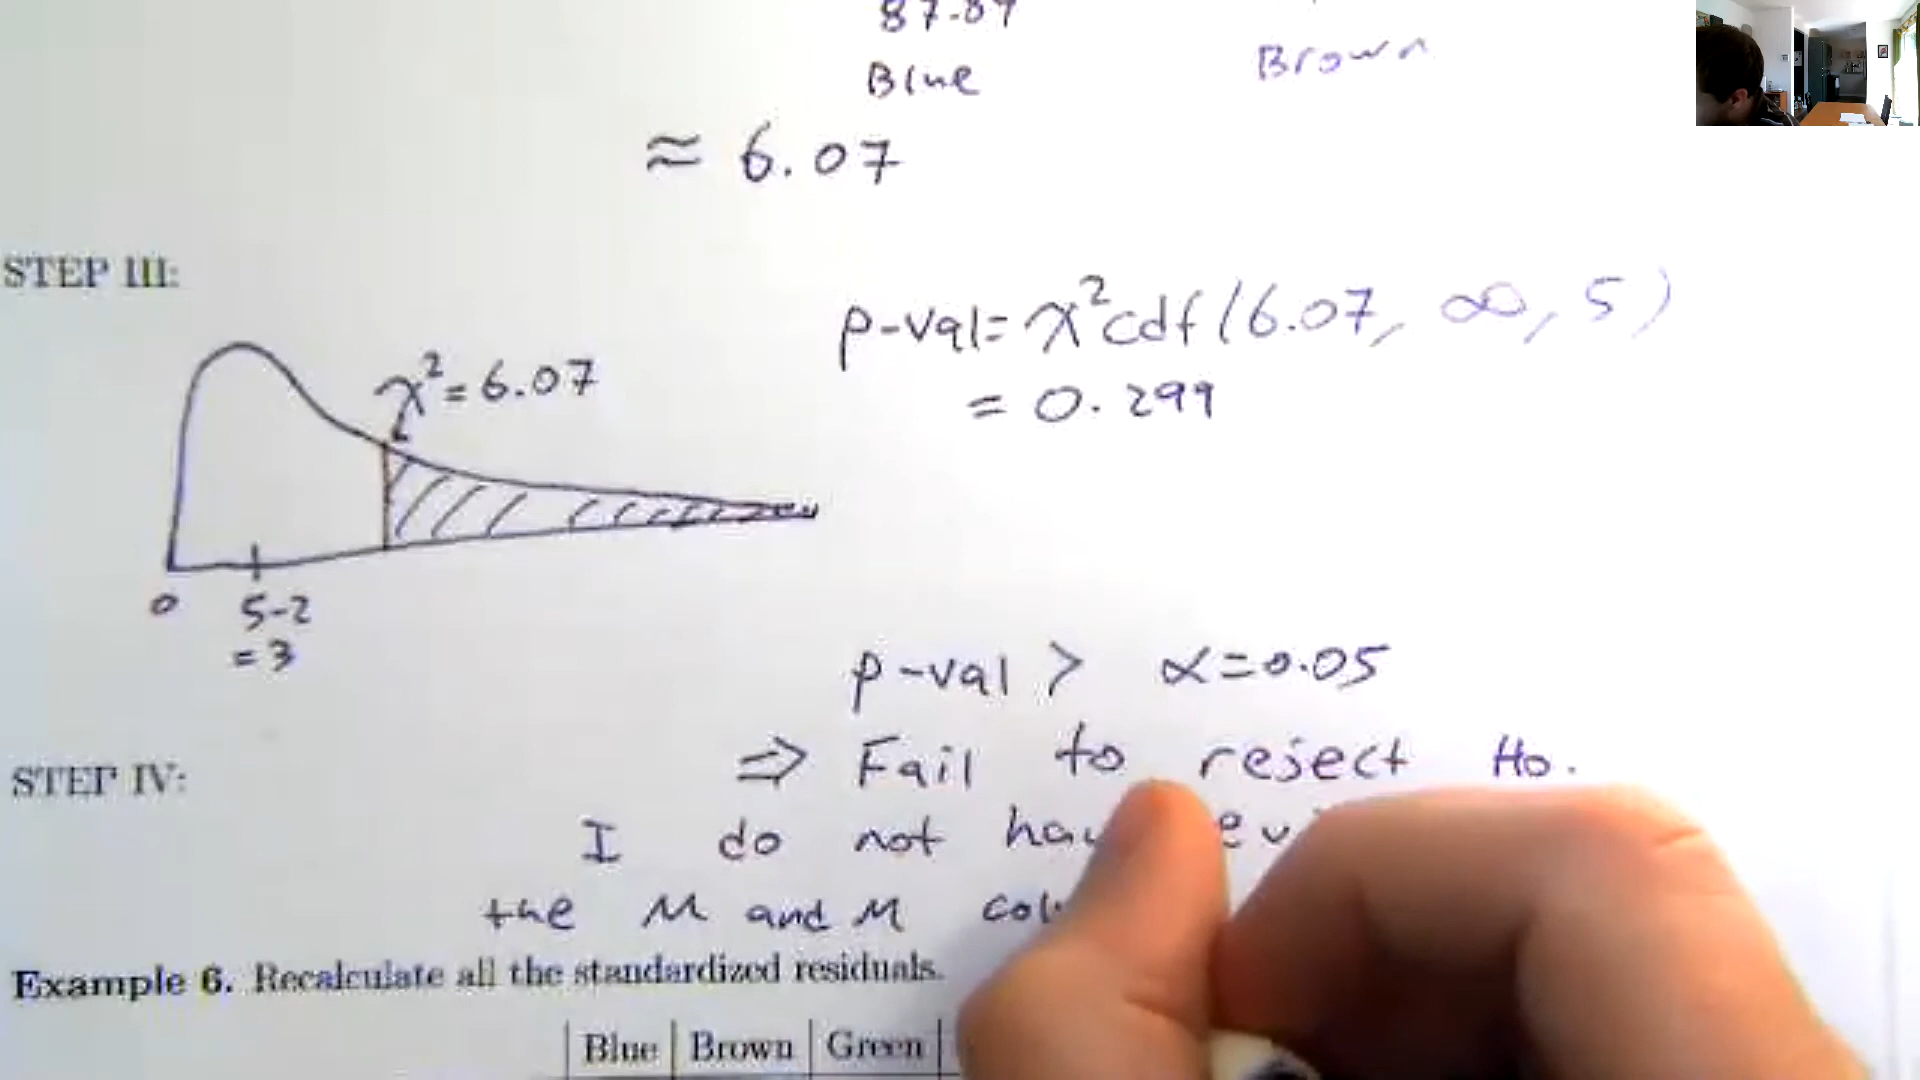 87.89
Blue
Brown
≈ 6.07
STEP III:
p-val = χ²cdf(6.07, ∞, 5)
= 0.299
χ² = 6.07
0
5-2
= 3
p-val > α = 0.05
STEP IV:
⇒ Fail to reject Ho.
I do not
the M and M
Example 6. Recalculate all the standardized residuals.
Blue Brown Green